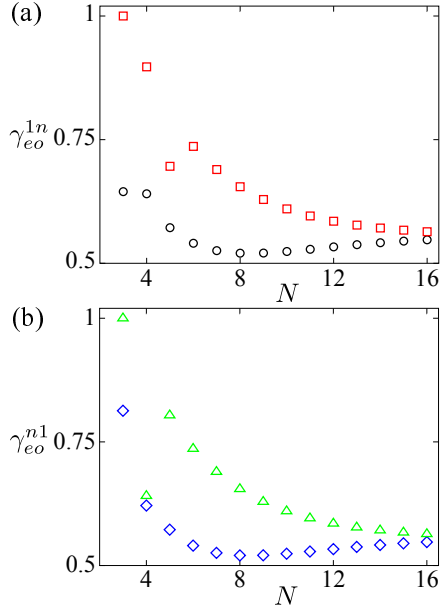 (a)
1
0.75
0.5
γ_{eo}^{1n}
4 8 12 16
N
(b)
1
0.75
0.5
γ_{eo}^{n1}
4 8 12 16
N